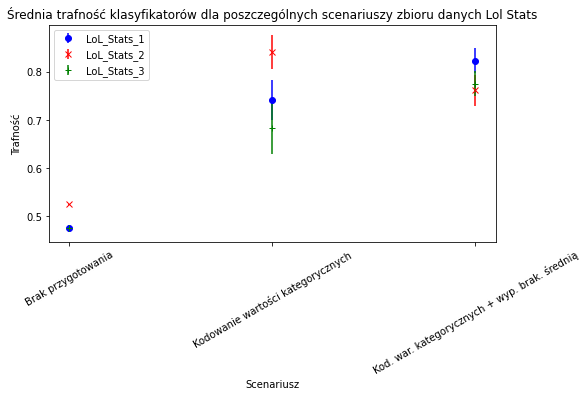 Średnia trafność klasyfikatorów dla poszczególnych scenariuszy zbioru danych Lol Stats
LoL_Stats_1
LoL_Stats_2
LoL_Stats_3
Trafność
0.8
0.7
0.6
0.5
Brak przygotowania
Kodowanie wartości kategorycznych
Kod. war. kategorycznych + wyp. brak. średnią
Scenariusz